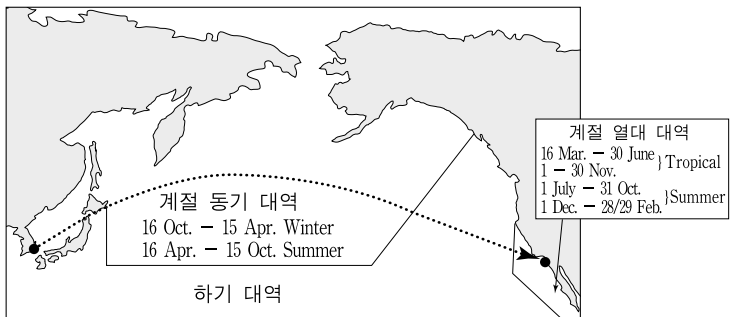 계절 동기 대역
16 Oct. － 15 Apr. Winter
16 Apr. － 15 Oct. Summer
하기 대역
계절 열대 대역
16 Mar. － 30 June
1 － 30 Nov.
}Tropical
1 July － 31 Oct.
1 Dec. － 28/29 Feb.
}Summer